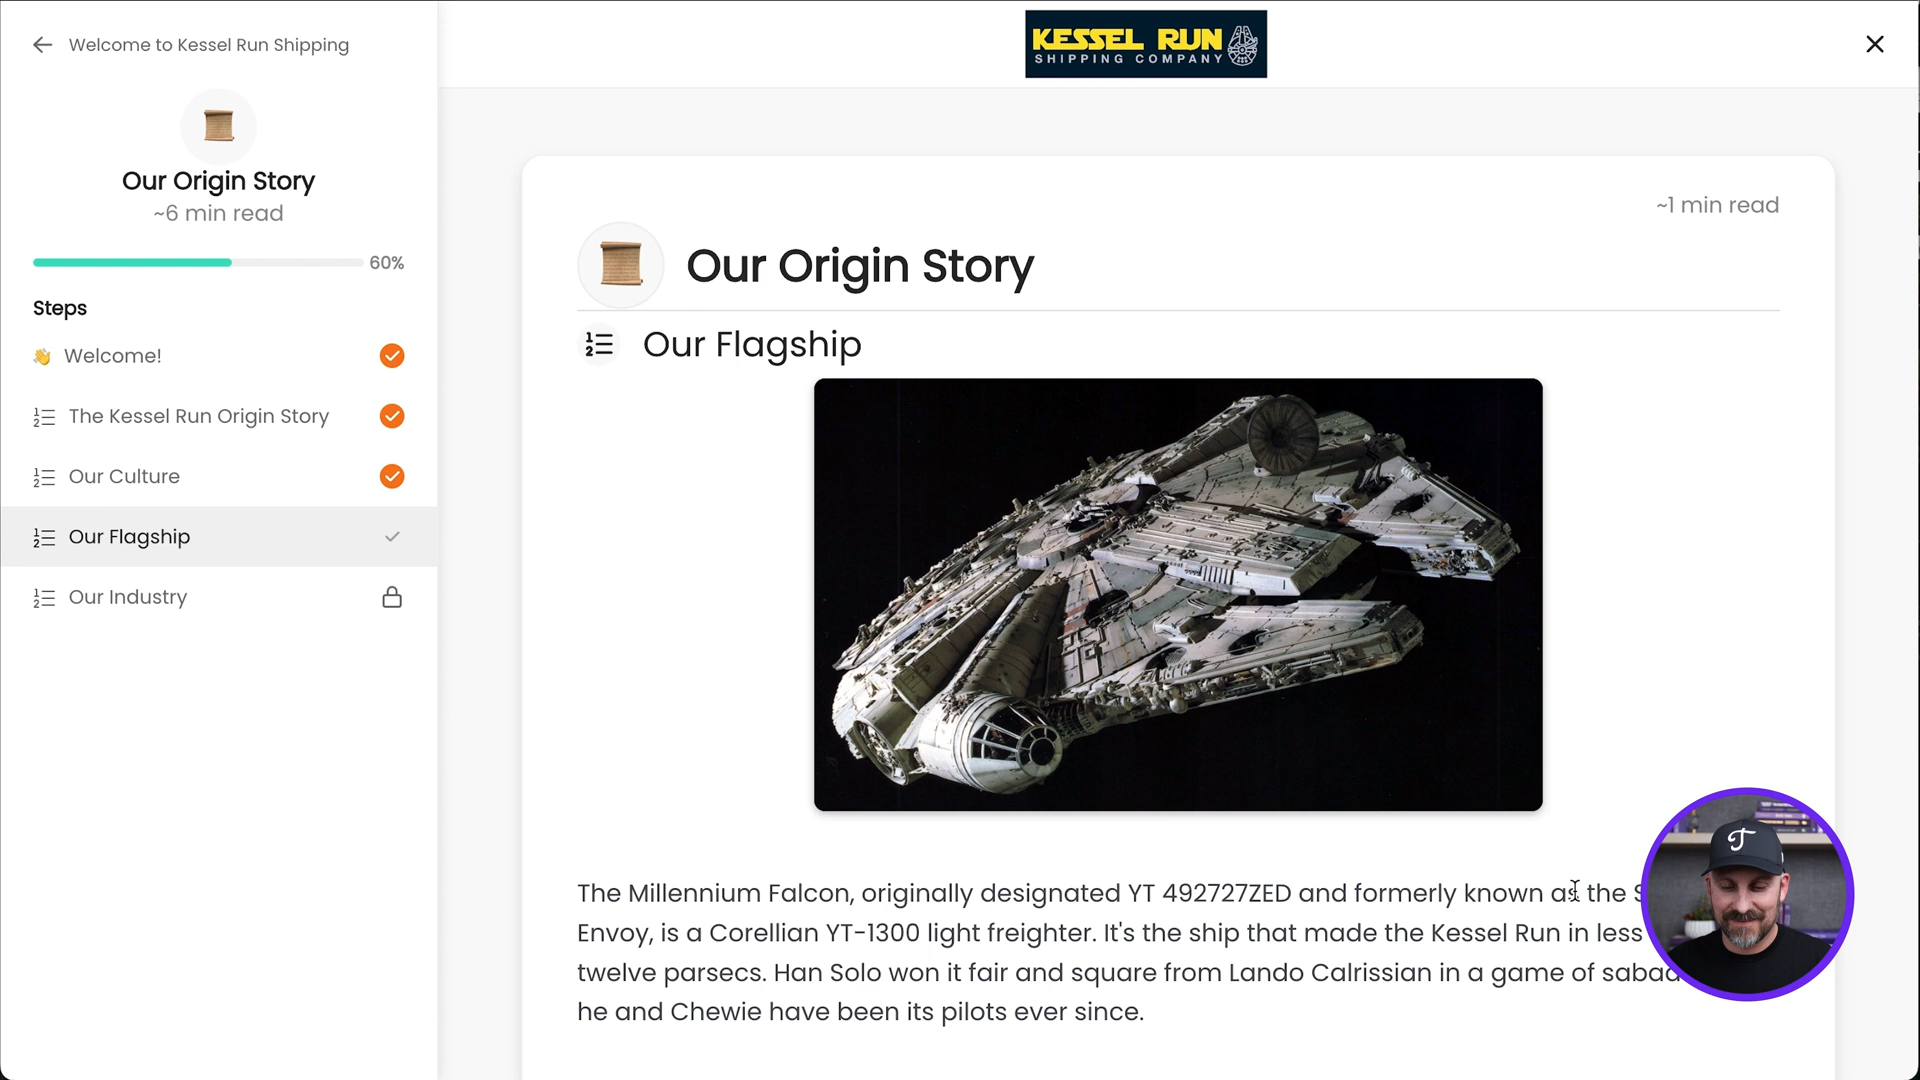 Welcome to Kessel Run Shipping
Our Origin Story
~6 min read
60%
Steps
Welcome!
The Kessel Run Origin Story
Our Culture
Our Flagship
Our Industry
KESSEL RUN
SHIPPING COMPANY
~1 min read
Our Origin Story
Our Flagship
The Millennium Falcon, originally designated YT 492727ZED and formerly known as the
Envoy, is a Corellian YT-1300 light freighter. It's the ship that made the Kessel Run in less
twelve parsecs. Han Solo won it fair and square from Lando Calrissian in a game of
he and Chewie have been its pilots ever since.